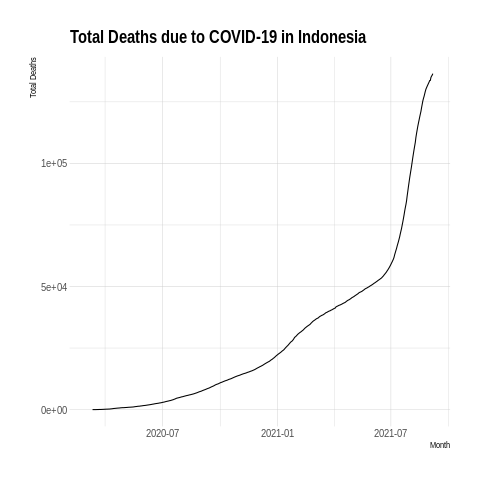 Total Deaths due to COVID-19 in Indonesia
Total Deaths
1e+05
5e+04
0e+00
2020-07
2021-01
2021-07
Month